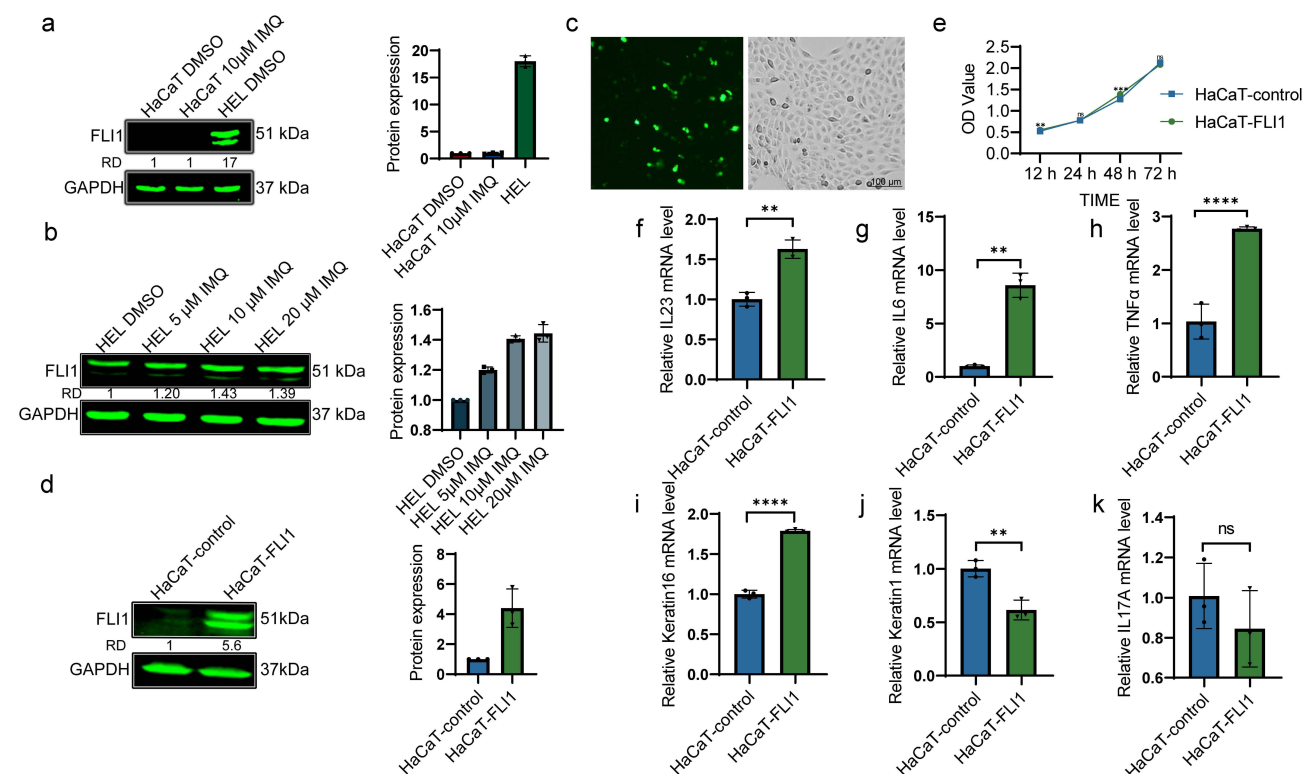 a
HaCaT DMSO
HaCaT 10μM IMQ
HEL DMSO
FLI1
51 kDa
RD 1 1 17
GAPDH
37 kDa
Protein expression
20
15
10
5
0
HaCaT DMSO
HaCaT 10μM IMQ
HEL
b
HEL DMSO
HEL 5 μM IMQ
HEL 10 μM IMQ
HEL 20 μM IMQ
FLI1
51 kDa
RD 1 1.20 1.43 1.39
GAPDH
37 kDa
Protein expression
1.6
1.4
1.2
1.0
0.8
HEL DMSO
HEL 5μM IMQ
HEL 10μM IMQ
HEL 20μM IMQ
c
100 μm
d
HaCaT-control
HaCaT-FLI1
FLI1
51kDa
RD 1 5.6
GAPDH
37kDa
Protein expression
8
6
4
2
0
HaCaT-control
HaCaT-FLI1
e
OD Value
2.5
2.0
1.5
1.0
0.5
0.0
** ns *** ns
12 h 24 h 48 h 72 h
TIME
HaCaT-control
HaCaT-FLI1
f
Relative IL23 mRNA level
2.0
1.5
1.0
0.5
0.0
**
HaCaT-control
HaCaT-FLI1
g
Relative IL6 mRNA level
15
10
5
0
**
HaCaT-control
HaCaT-FLI1
h
Relative TNFα mRNA level
3
2
1
0
****
HaCaT-control
HaCaT-FLI1
i
Relative Keratin16 mRNA level
2.0
1.5
1.0
0.5
0.0
****
HaCaT-control
HaCaT-FLI1
j
Relative Keratin1 mRNA level
1.5
1.0
0.5
0.0
**
HaCaT-control
HaCaT-FLI1
k
Relative IL17A mRNA level
1.4
1.2
1.0
0.8
0.6
ns
HaCaT-control
HaCaT-FLI1